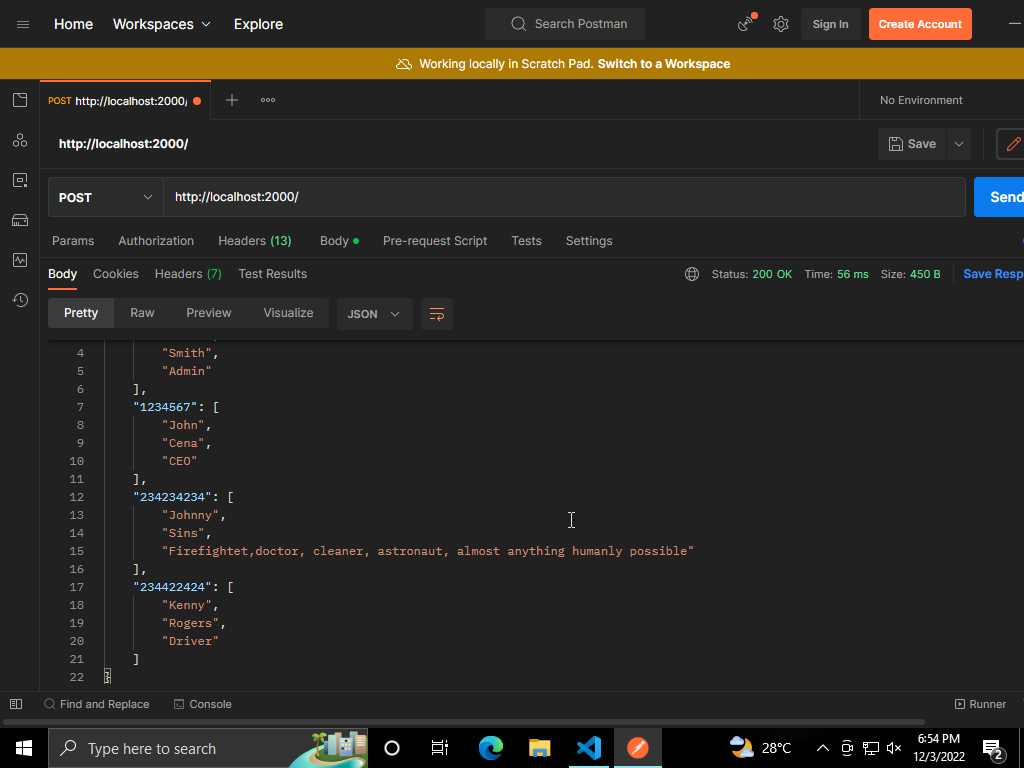 Home Workspaces Explore Search Postman Sign In Create Account
Working locally in Scratch Pad. Switch to a Workspace
POST http://localhost:2000/ No Environment
http://localhost:2000/ Save
POST http://localhost:2000/ Send
Params Authorization Headers (13) Body Pre-request Script Tests Settings
Body Cookies Headers (7) Test Results Status: 200 OK Time: 56 ms Size: 450 B Save Resp
Pretty Raw Preview Visualize JSON
4 "Smith",
5 "Admin"
6 ],
7 "1234567": [
8 "John",
9 "Cena",
10 "CEO"
11 ],
12 "234234234": [
13 "Johnny",
14 "Sins",
15 "Firefightet,doctor, cleaner, astronaut, almost anything humanly possible"
16 ],
17 "234422424": [
18 "Kenny",
19 "Rogers",
20 "Driver"
21 ]
22 }
Find and Replace Console Runner
Type here to search 28°C 6:54 PM
12/3/2022 2